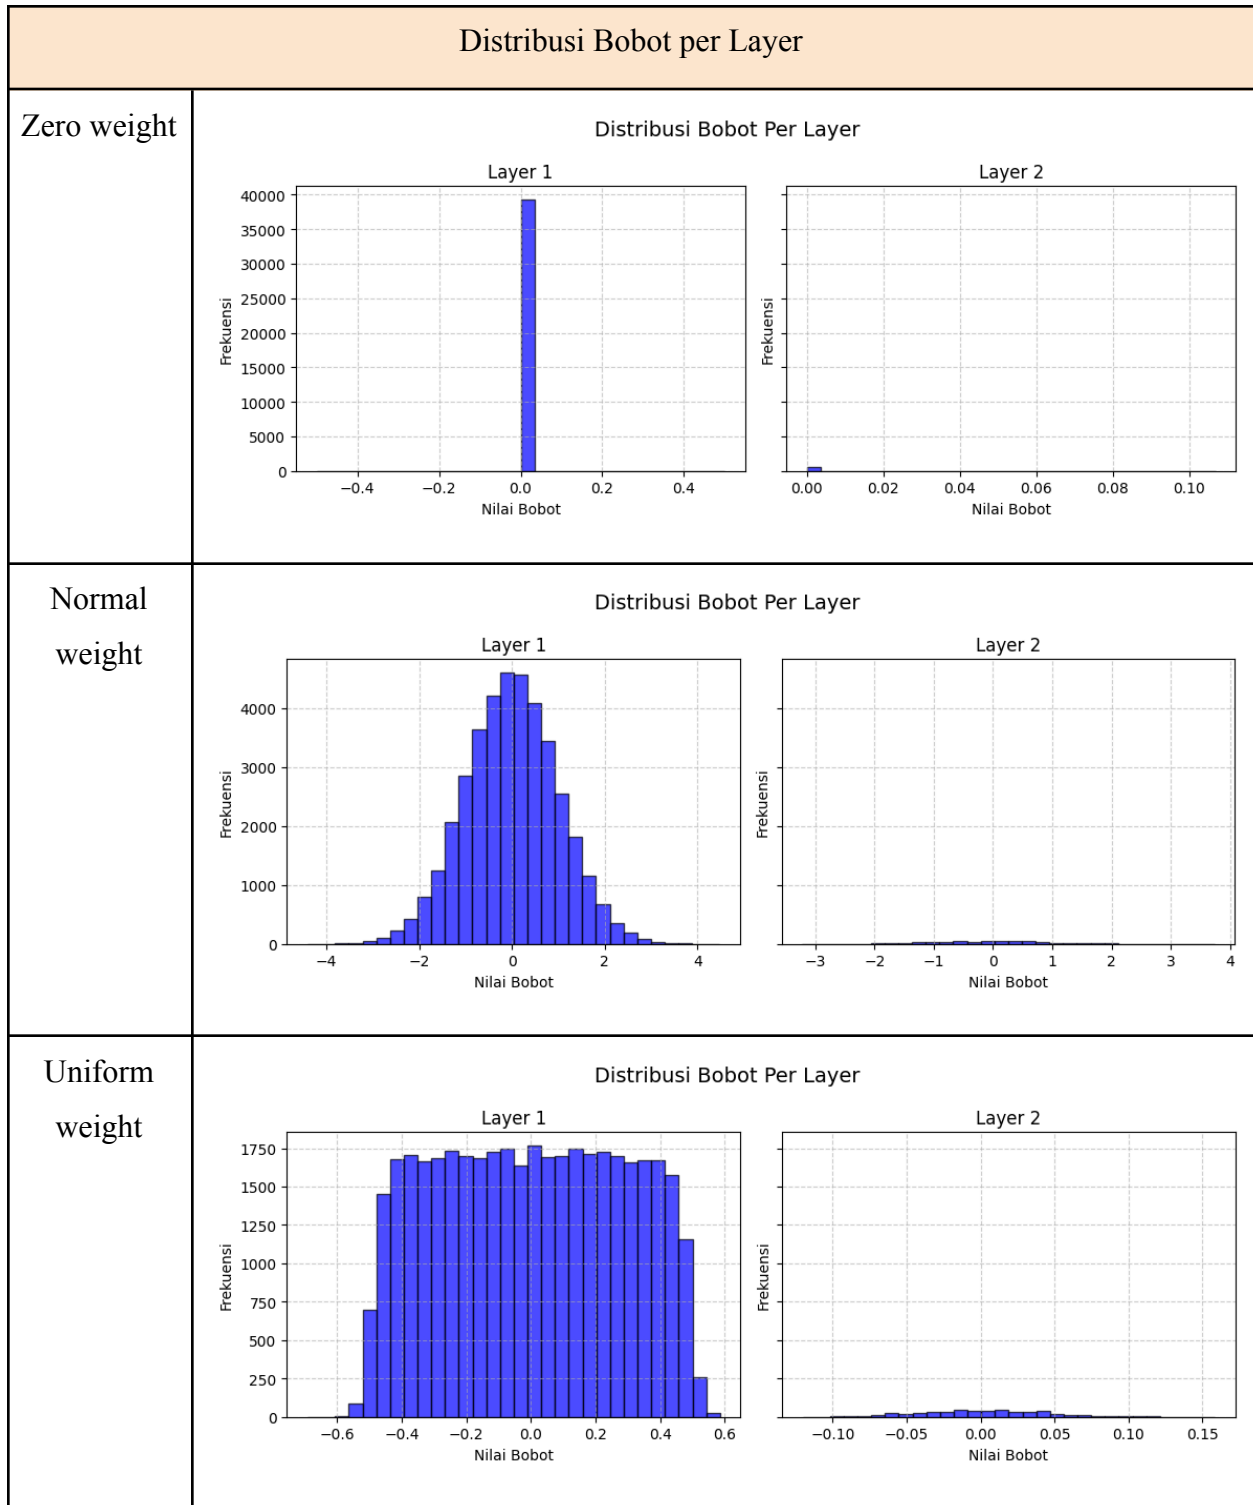 Distribusi Bobot per Layer
Zero weight
Distribusi Bobot Per Layer
Layer 1
Layer 2
40000
35000
30000
25000
20000
15000
10000
5000
0
Frekuensi
Frekuensi
−0.4 −0.2 0.0 0.2 0.4
0.00 0.02 0.04 0.06 0.08 0.10
Nilai Bobot
Nilai Bobot
Normal
weight
Distribusi Bobot Per Layer
Layer 1
Layer 2
4000
3000
2000
1000
0
Frekuensi
Frekuensi
−4 −2 0 2 4
−3 −2 −1 0 1 2 3 4
Nilai Bobot
Nilai Bobot
Uniform
weight
Distribusi Bobot Per Layer
Layer 1
Layer 2
1750
1500
1250
1000
750
500
250
0
Frekuensi
Frekuensi
−0.6 −0.4 −0.2 0.0 0.2 0.4 0.6
−0.10 −0.05 0.00 0.05 0.10 0.15
Nilai Bobot
Nilai Bobot